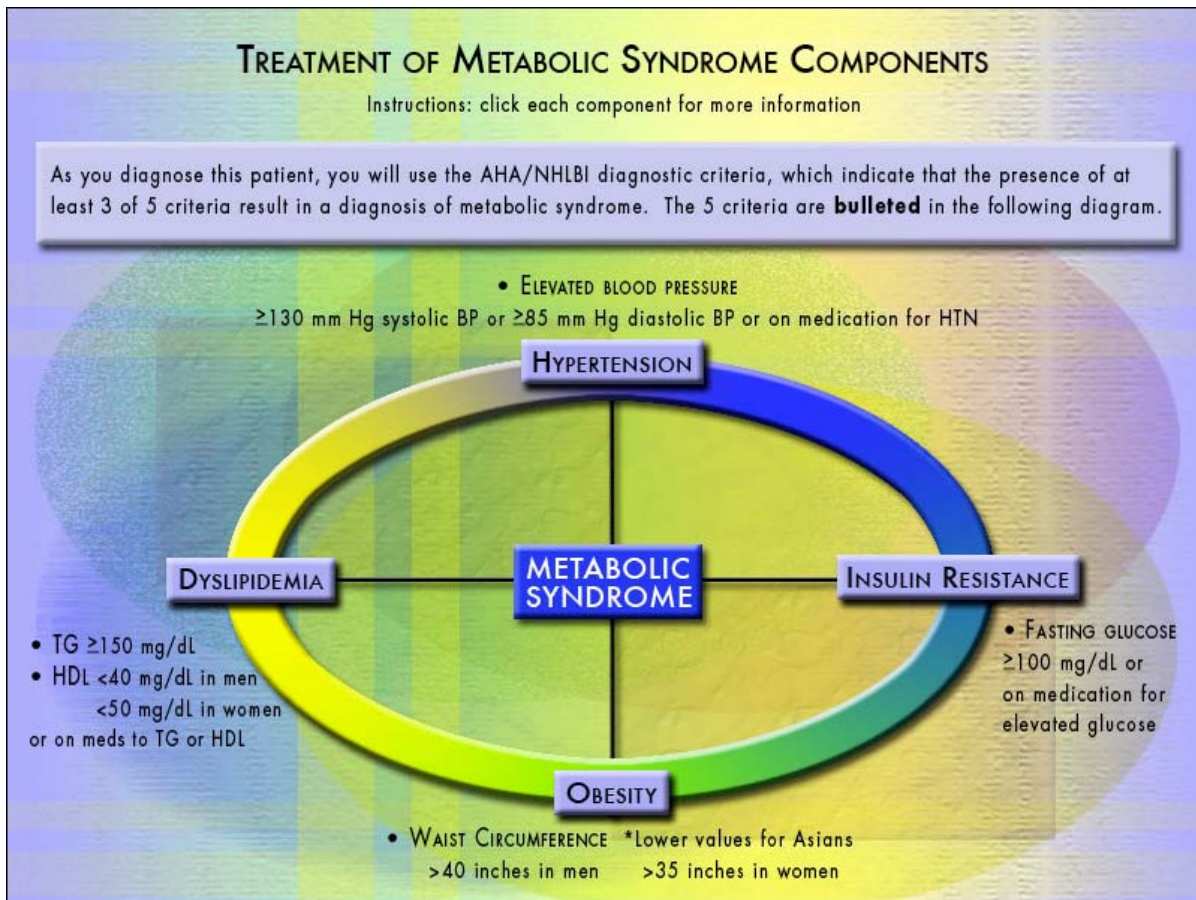 TREATMENT OF METABOLIC SYNDROME COMPONENTS
Instructions: click each component for more information
As you diagnose this patient, you will use the AHA/NHLBI diagnostic criteria, which indicate that the presence of at
least 3 of 5 criteria result in a diagnosis of metabolic syndrome. The 5 criteria are bulleted in the following diagram.
• ELEVATED BLOOD PRESSURE
≥130 mm Hg systolic BP or ≥85 mm Hg diastolic BP or on medication for HTN
HYPERTENSION
DYSLIPIDEMIA
METABOLIC
SYNDROME
INSULIN RESISTANCE
• TG ≥150 mg/dL
• HDL <40 mg/dL in men
<50 mg/dL in women
or on meds to TG or HDL
• FASTING GLUCOSE
≥100 mg/dL or
on medication for
elevated glucose
OBESITY
• WAIST CIRCUMFERENCE *Lower values for Asians
>40 inches in men >35 inches in women